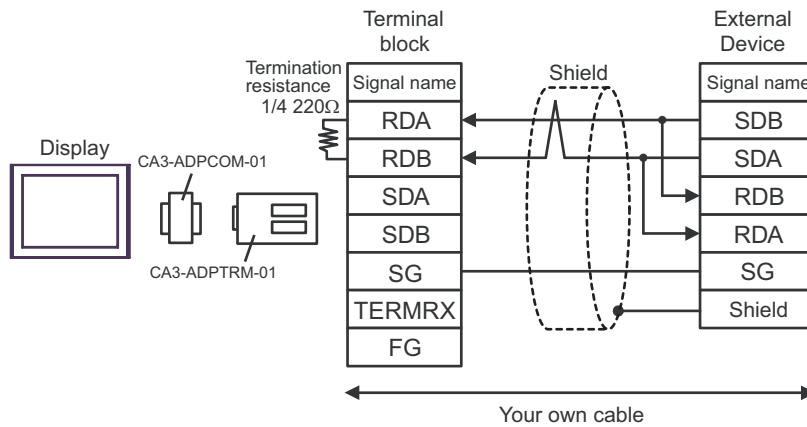 Terminal
block
External
Device
Termination
resistance
1/4 220Ω
Signal name
Shield
Signal name
RDA
SDB
Display
CA3-ADPCOM-01
RDB
SDA
SDA
RDB
SDB
RDA
CA3-ADPTRM-01
SG
SG
TERMRX
Shield
FG
Your own cable